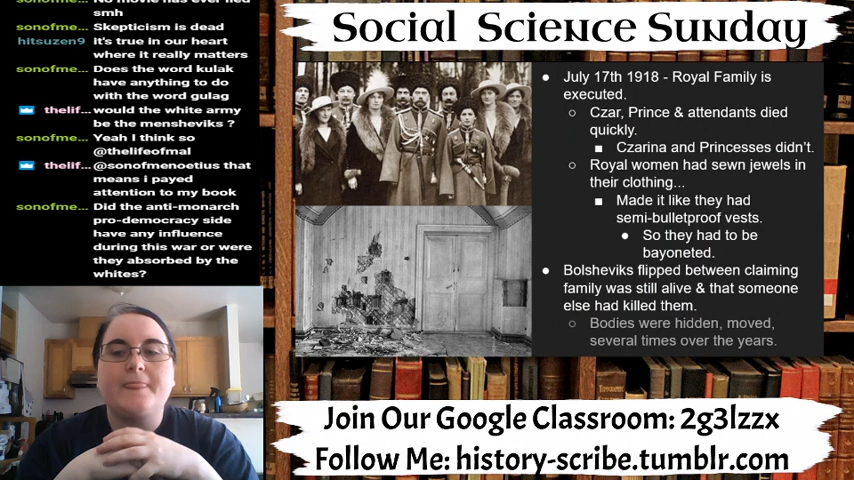 smh
sonofme... Skepticism is dead
hitsuzen9 it's true in our heart
where it really matters
sonofme... Does the word kulak
have anything to do
with the word gulag
thelif... would the white army
be the mensheviks ?
sonofme... Yeah I think so
@thelifeofmal
thelif... @sonofmenoetius that
means i payed
attention to my book
sonofme... Did the anti-monarch
pro-democracy side
have any influence
during this war or were
they absorbed by the
whites?
Social Science Sunday
● July 17th 1918 - Royal Family is
executed.
○ Czar, Prince & attendants died
quickly.
■ Czarina and Princesses didn't.
○ Royal women had sewn jewels in
their clothing...
■ Made it like they had
semi-bulletproof vests.
● So they had to be
bayoneted.
● Bolsheviks flipped between claiming
family was still alive & that someone
else had killed them.
○ Bodies were hidden, moved,
several times over the years.
Join Our Google Classroom: 2g3lzzx
Follow Me: history-scribe.tumblr.com